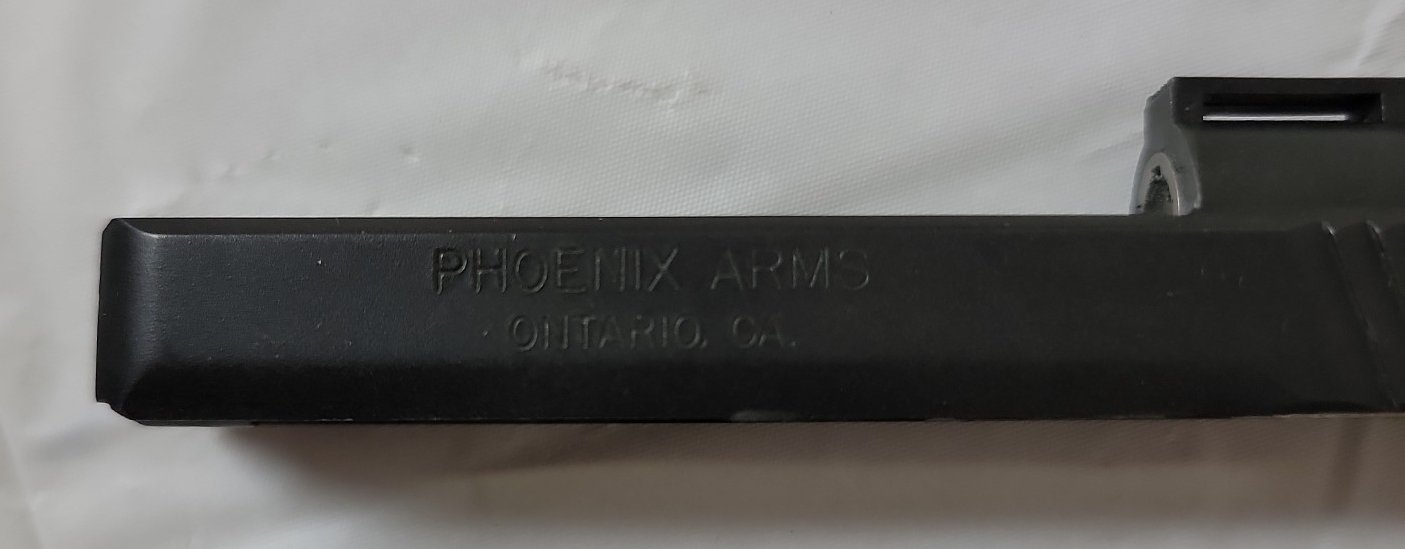 PHOENIX ARMS
ONTARIO, CA.